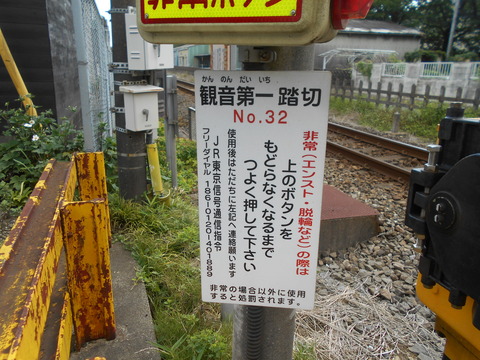 非常ボタン
かんのんだいいち
観音第一踏切
No.32
非常(エンスト・脱輪など)の際は
上のボタンを
もどらなくなるまで
つよく押して下さい
使用後はただちに左記へ連絡願います
JR東京信号通信指令
フリーダイヤル 186-0120-401889
非常の場合以外に使用
すると処罰されます。